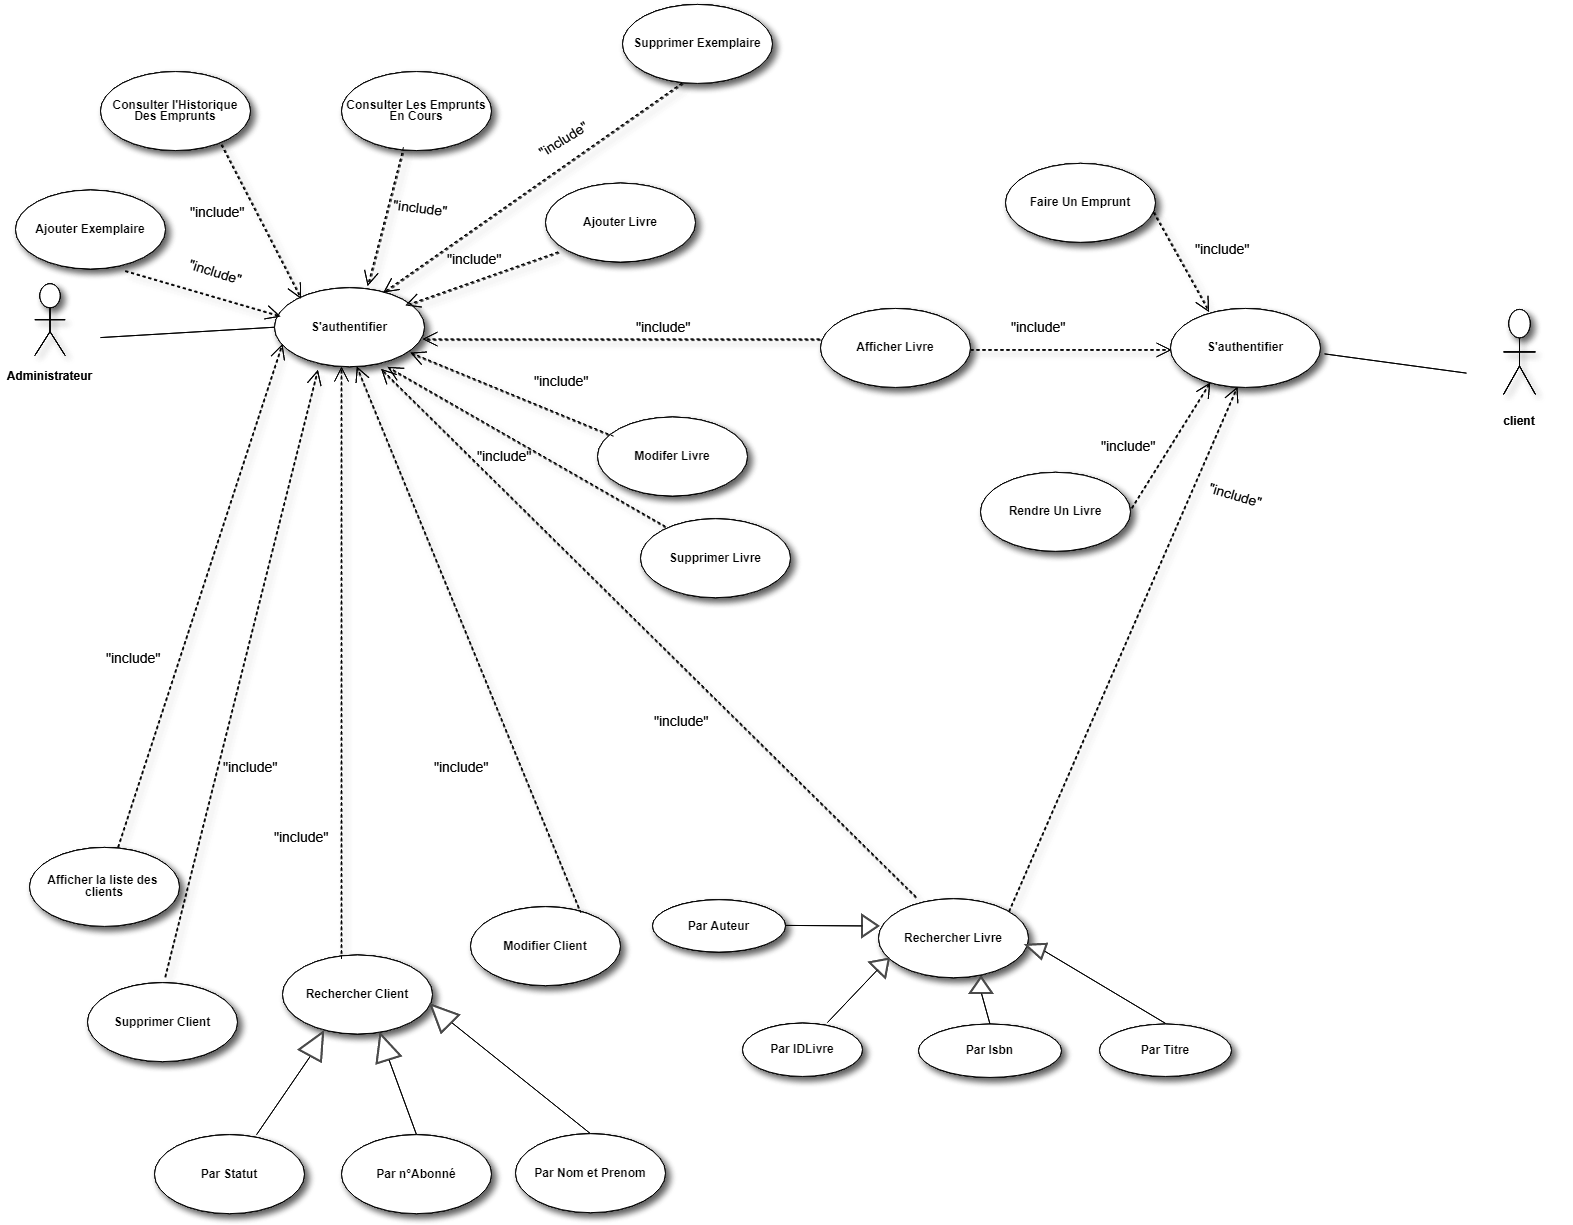 Supprimer Exemplaire
Consulter l'Historique
Des Emprunts
Consulter Les Emprunts
En Cours
"include"
Faire Un Emprunt
"include"
"include"
Ajouter Livre
Ajouter Exemplaire
"include"
"include"
"include"
S'authentifier
"include"
Afficher Livre
"include"
S'authentifier
Administrateur
"include"
client
Modifer Livre
"include"
"include"
"include"
Rendre Un Livre
Supprimer Livre
"include"
"include"
"include"
"include"
"include"
Afficher la liste des
clients
Par Auteur
Rechercher Livre
Modifier Client
Rechercher Client
Supprimer Client
Par IDLivre
Par Isbn
Par Titre
Par Statut
Par n°Abonné
Par Nom et Prenom